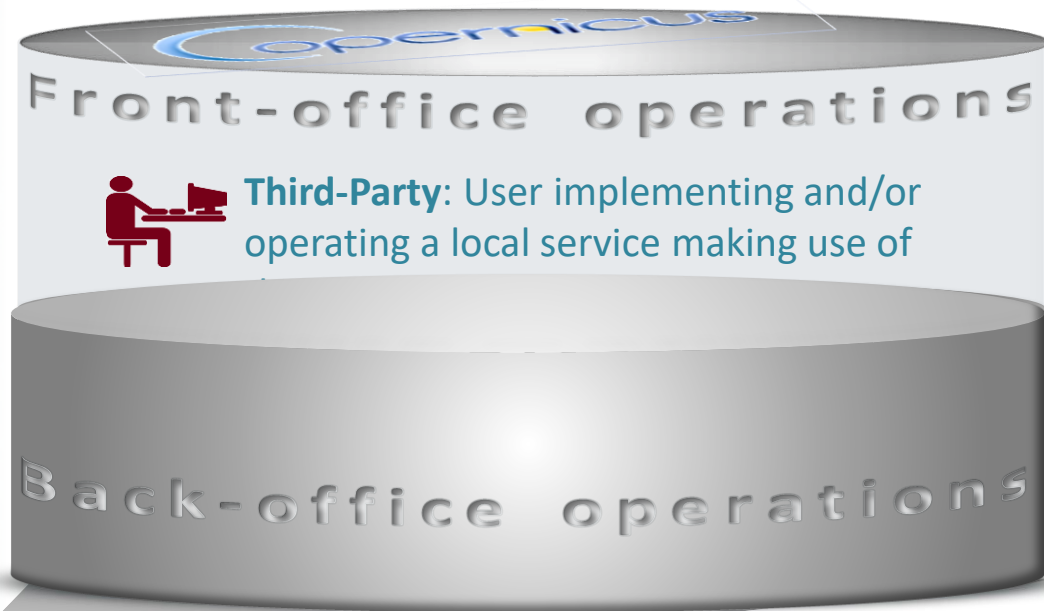 Copernicus
Front-office operations
Third-Party: User implementing and/or
operating a local service making use of
Back-office operations